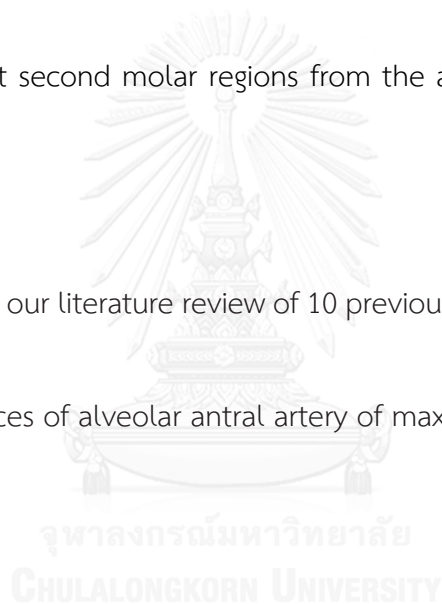 t second molar regions from the a
our literature review of 10 previou
ces of alveolar antral artery of max
จุฬาลงกรณ์มหาวิทยาลัย
CHULALONGKORN UNIVERSITY